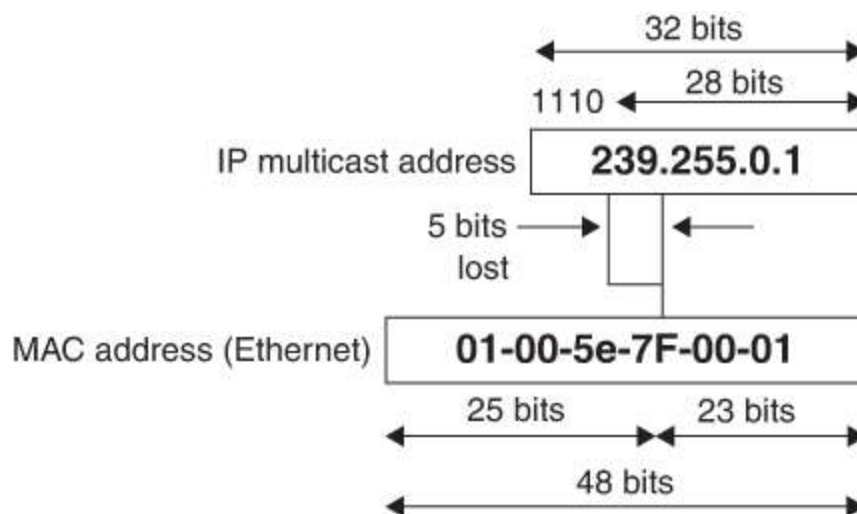 32 bits
1110 28 bits
IP multicast address 239.255.0.1
5 bits
lost
MAC address (Ethernet) 01-00-5e-7F-00-01
25 bits 23 bits
48 bits